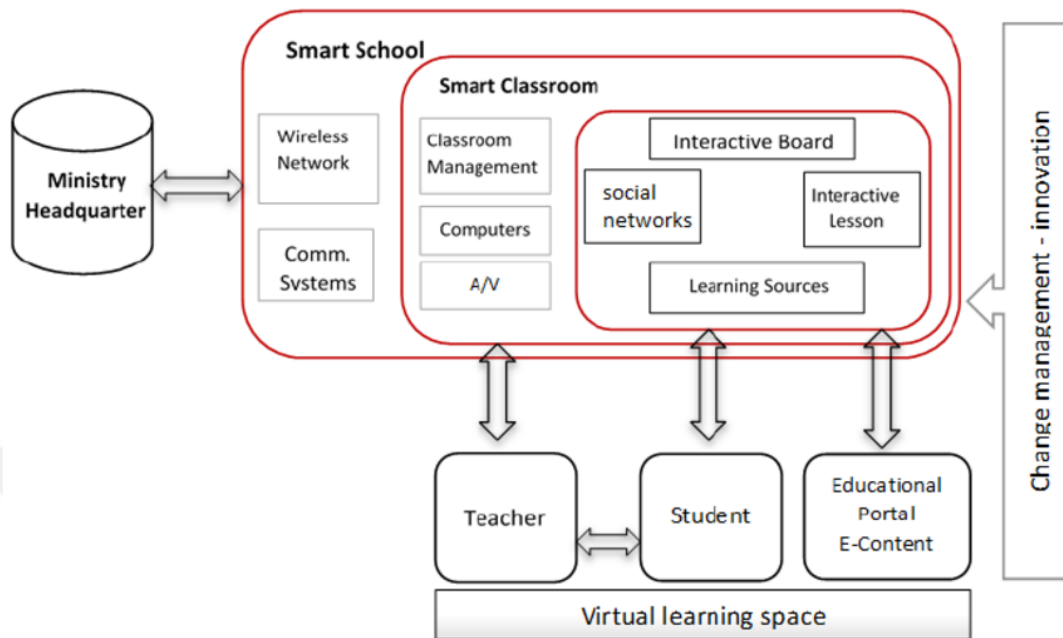 Smart School
Smart Classroom
Wireless
Network
Comm.
Systems
Classroom
Management
Computers
A/V
Interactive Board
social
networks
Interactive
Lesson
Learning Sources
Ministry
Headquarter
Teacher
Student
Educational
Portal
E-Content
Virtual learning space
Change management - innovation